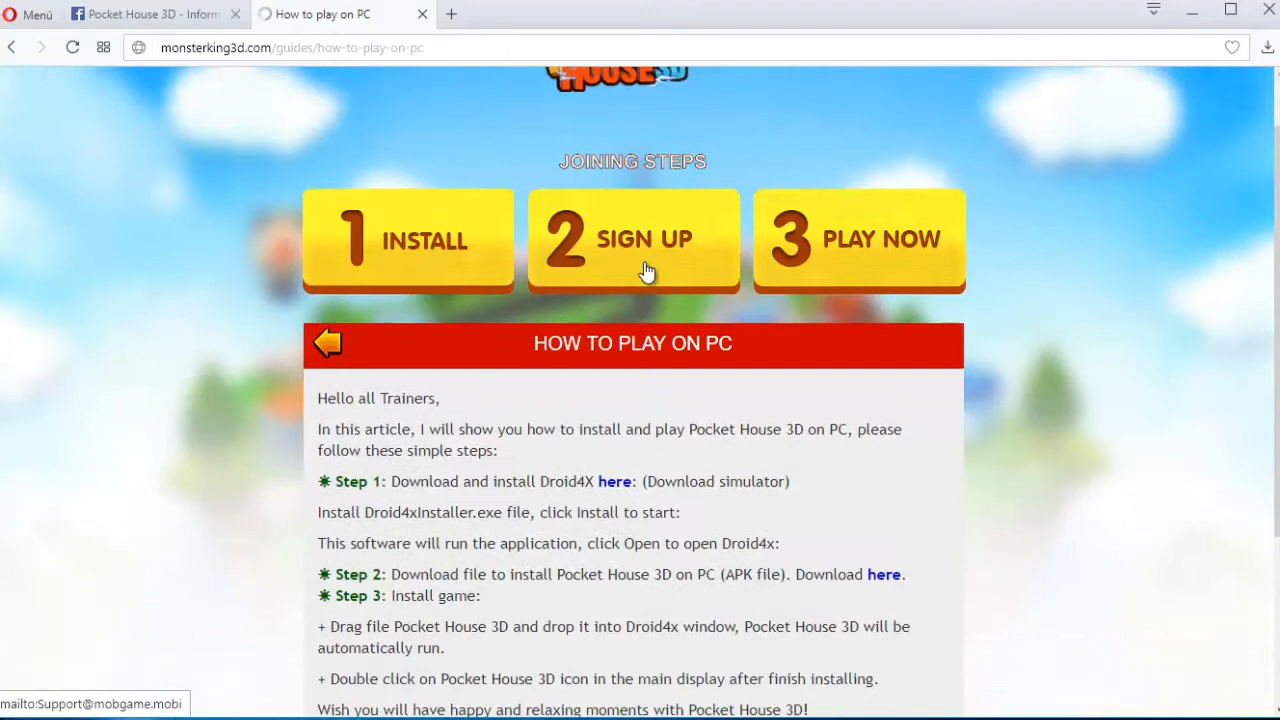 Menú
Pocket House 3D - Inform
How to play on PC
monsterking3d.com/guides/how-to-play-on-pc
HOUSE3D
JOINING STEPS
1 INSTALL
2 SIGN UP
3 PLAY NOW
HOW TO PLAY ON PC
Hello all Trainers,
In this article, I will show you how to install and play Pocket House 3D on PC, please
follow these simple steps:
☀ Step 1: Download and install Droid4X here: (Download simulator)
Install Droid4xInstaller.exe file, click Install to start:
This software will run the application, click Open to open Droid4x:
☀ Step 2: Download file to install Pocket House 3D on PC (APK file). Download here.
☀ Step 3: Install game:
+ Drag file Pocket House 3D and drop it into Droid4x window, Pocket House 3D will be
automatically run.
+ Double click on Pocket House 3D icon in the main display after finish installing.
Wish you will have happy and relaxing moments with Pocket House 3D!
mailto:Support@mobgame.mobi